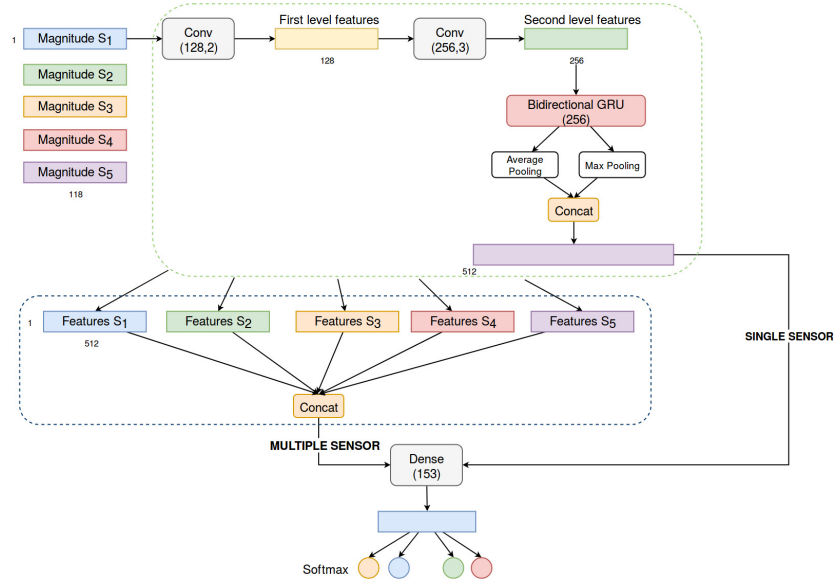 First level features
Second level features
1
Magnitude S1
Conv
(128,2)
Conv
(256,3)
128
256
Magnitude S2
Magnitude S3
Magnitude S4
Magnitude S5
118
Bidirectional GRU
(256)
Average
Pooling
Max Pooling
Concat
512
1
Features S1
Features S2
Features S3
Features S4
Features S5
512
SINGLE SENSOR
Concat
MULTIPLE SENSOR
Dense
(153)
Softmax